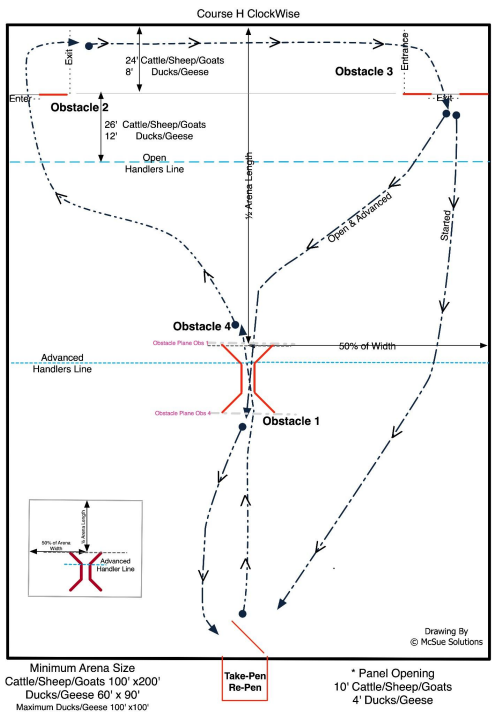 Course H ClockWise
Exit
24' Cattle/Sheep/Goats
8' Ducks/Geese
Obstacle 3
Entrance
Enter
Obstacle 2
Exit
26' Cattle/Sheep/Goats
12' Ducks/Geese
Open
Handlers Line
½ Arena Length
Open & Advanced
Started
Obstacle 4
Obstacle Plane Obs 1
50% of Width
Advanced
Handlers Line
Obstacle Plane Obs 4
Obstacle 1
½ Arena Length
50% of Arena
Width
Advanced
Handler Line
Drawing By
© McSue Solutions
Take-Pen
Re-Pen
Minimum Arena Size
Cattle/Sheep/Goats 100' x200'
Ducks/Geese 60' x 90'
Maximum Ducks/Geese 100' x100'
* Panel Opening
10' Cattle/Sheep/Goats
4' Ducks/Geese